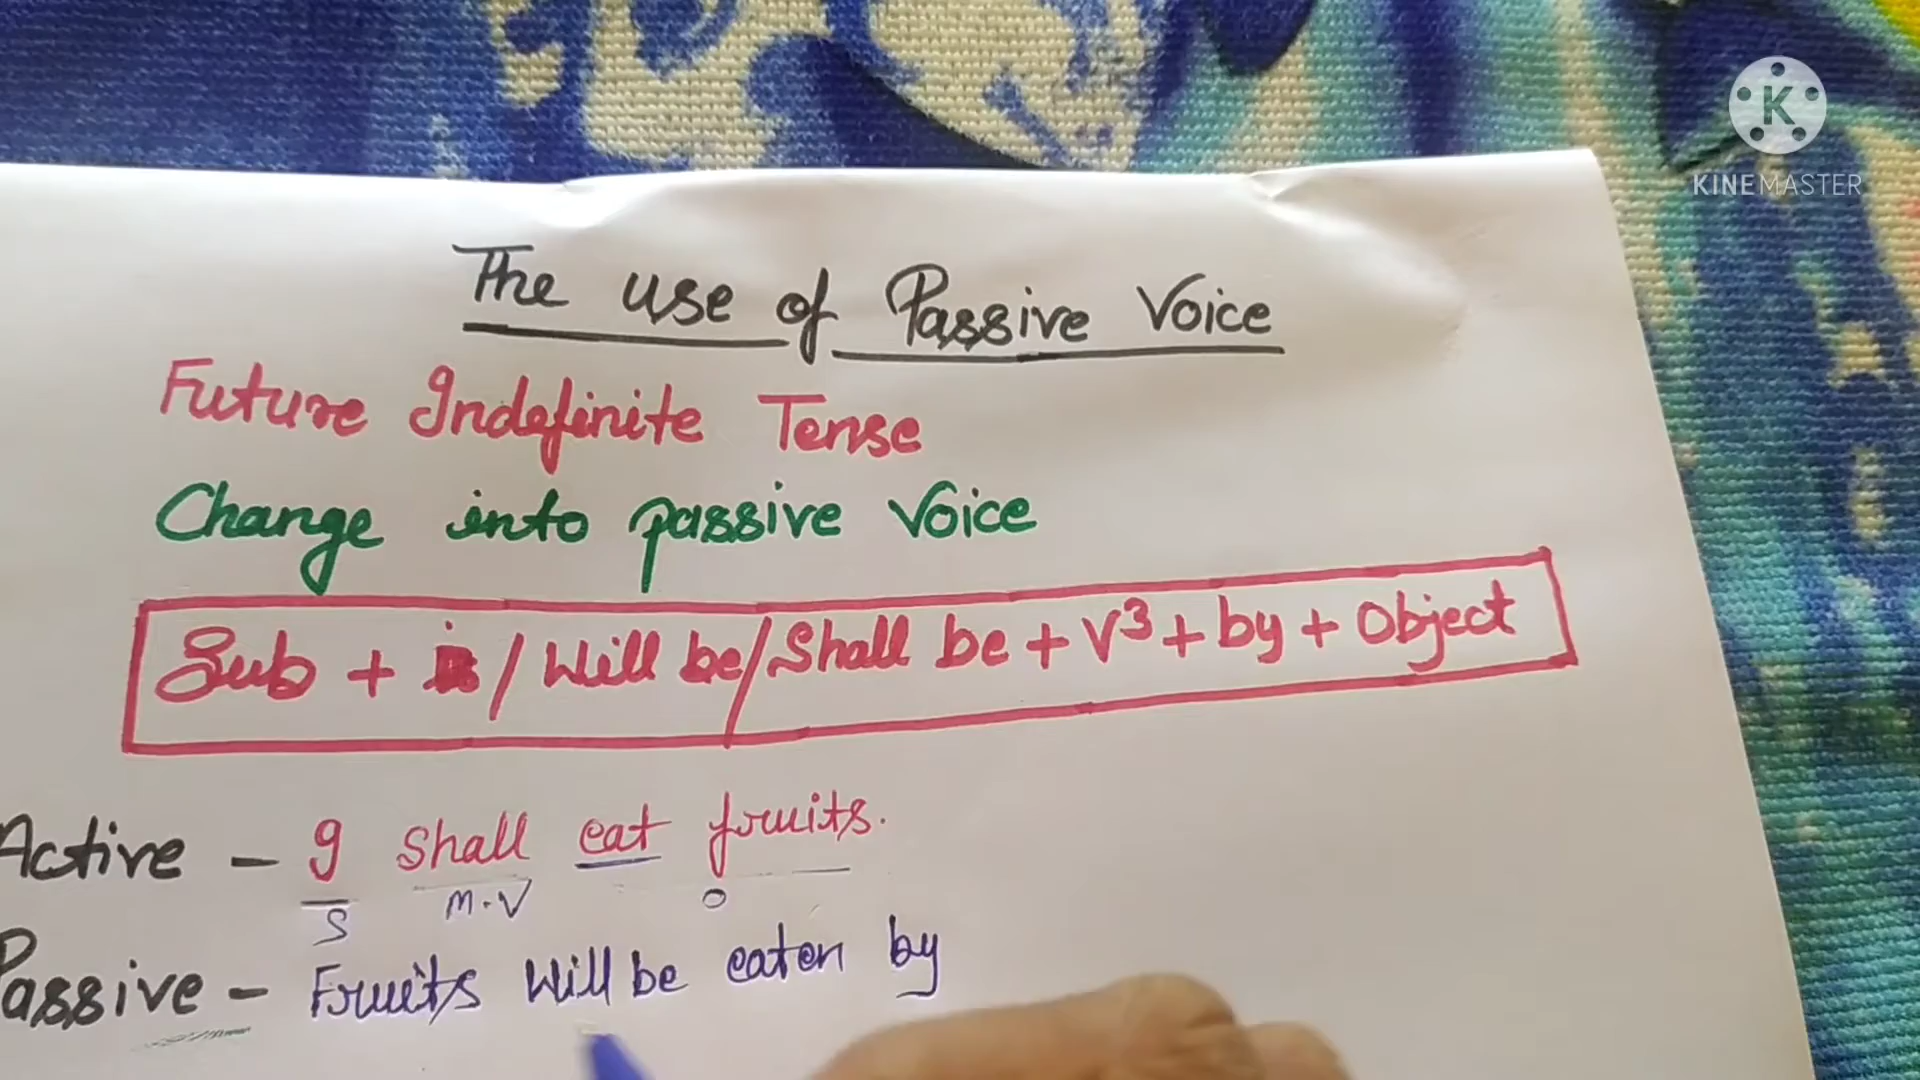 KINEMASTER
The use of Passive Voice
Future Indefinite Tense
Change into passive Voice
Sub + / Will be/Shall be + V³ + by + Object
Active - I Shall eat fruits.
S M.V O
Passive - Fruits Will be eaten by